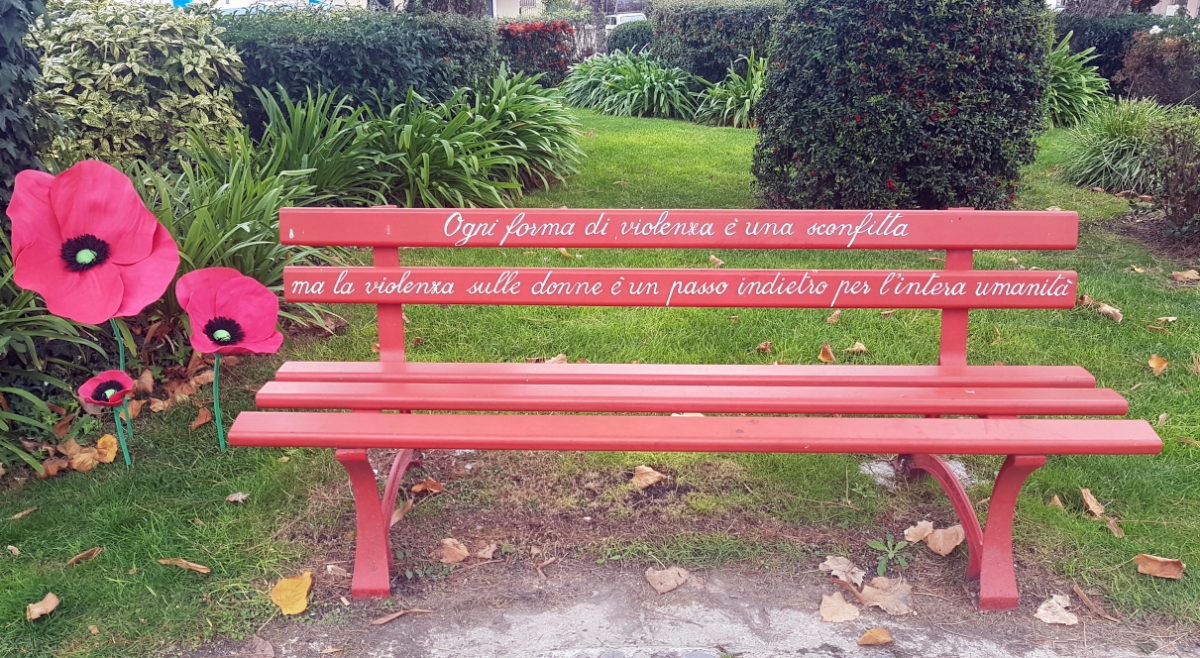 Ogni forma di violenza è una sconfitta
ma la violenza sulle donne è un passo indietro per l'intera umanità